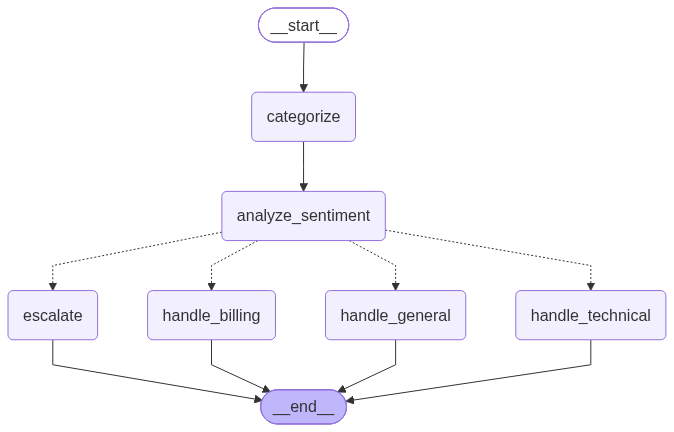 __start__
categorize
analyze_sentiment
escalate
handle_billing
handle_general
handle_technical
__end__